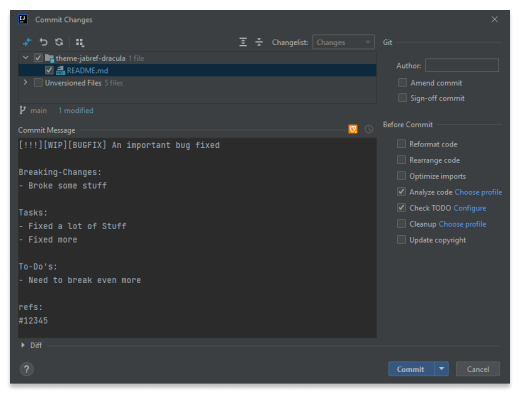 Commit Changes
Changelist: Changes
Git
theme-jabref-dracula 1 file
README.md
Unversioned Files 5 files
Author:
Amend commit
Sign-off commit
main 1 modified
Commit Message
[!!!][WIP][BUGFIX] An important bug fixed
Breaking-Changes:
- Broke some stuff
Tasks:
- Fixed a lot of Stuff
- Fixed more
To-Do's:
- Need to break even more
refs:
#12345
Before Commit
Reformat code
Rearrange code
Optimize imports
Analyze code Choose profile
Check TODO Configure
Cleanup Choose profile
Update copyright
Diff
?
Commit
Cancel